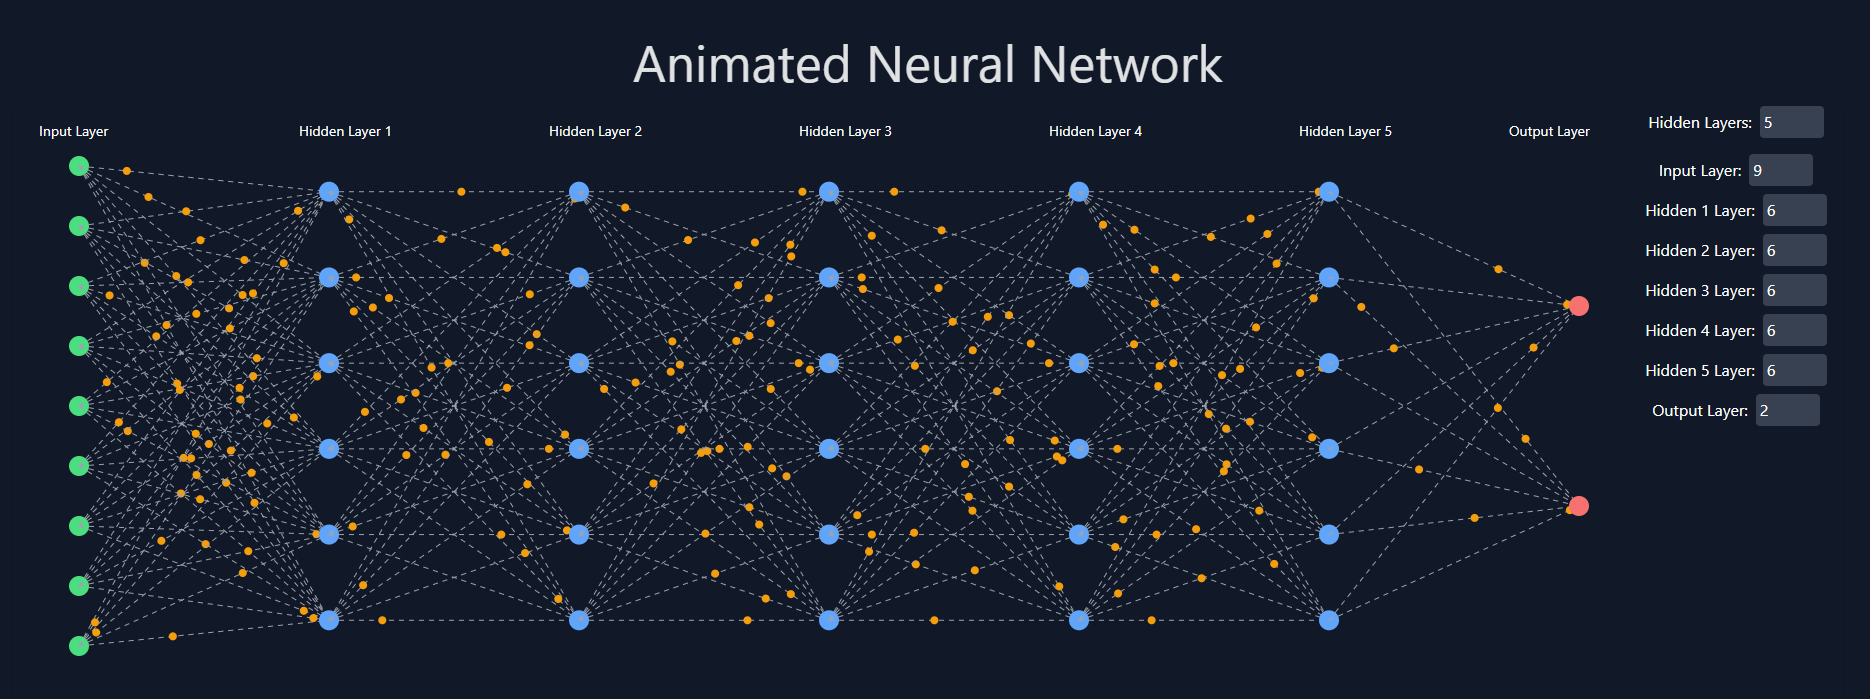 Animated Neural Network
Input Layer
Hidden Layer 1
Hidden Layer 2
Hidden Layer 3
Hidden Layer 4
Hidden Layer 5
Output Layer
Hidden Layers: 5
Input Layer: 9
Hidden 1 Layer: 6
Hidden 2 Layer: 6
Hidden 3 Layer: 6
Hidden 4 Layer: 6
Hidden 5 Layer: 6
Output Layer: 2